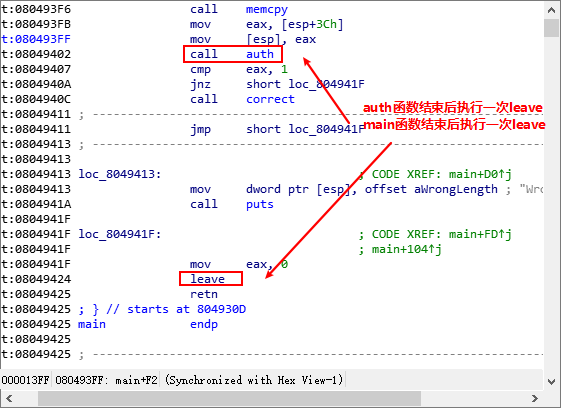 t:080493F6 call memcpy
t:080493FB mov eax, [esp+3Ch]
t:080493FF mov [esp], eax
t:08049402 call auth
t:08049407 cmp eax, 1
t:0804940A jnz short loc_804941F
t:0804940C call correct
t:08049411 ; ---------------------------------------------------------------
auth函数结束后执行一次leave
t:08049411 jmp short loc_804941F
main函数结束后执行一次leave
t:08049413 ; ---------------------------------------------------------------
t:08049413
t:08049413 loc_8049413: ; CODE XREF: main+D0↑j
t:08049413 mov dword ptr [esp], offset aWrongLength ; "Wro
t:0804941A call puts
t:0804941F
t:0804941F loc_804941F: ; CODE XREF: main+FD↑j
t:0804941F ; main+104↑j
t:0804941F mov eax, 0
t:08049424 leave
t:08049425 retn
t:08049425 ; } // starts at 804930D
t:08049425 main endp
t:08049425
t:08049425 ; ---------------------------------------------------------------
000013FF 080493FF: main+F2 (Synchronized with Hex View-1)